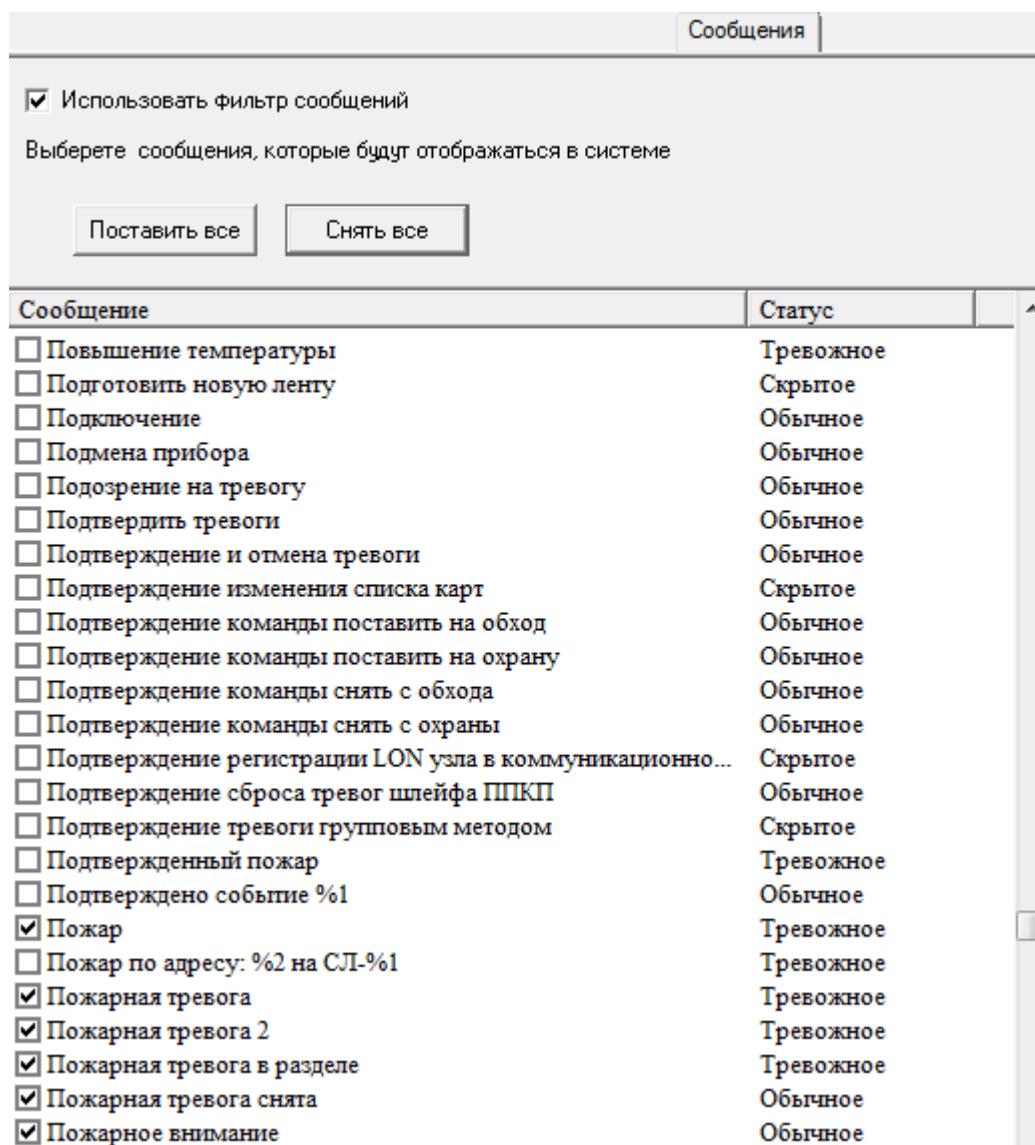 Сообщения
Использовать фильтр сообщений
Выберете сообщения, которые будут отображаться в системе
Поставить все Снять все
Сообщение Статус
Повышение температуры Тревожное
Подготовить новую ленту Скрытое
Подключение Обычное
Подмена прибора Обычное
Подозрение на тревогу Обычное
Подтвердить тревоги Обычное
Подтверждение и отмена тревоги Обычное
Подтверждение изменения списка карт Скрытое
Подтверждение команды поставить на обход Обычное
Подтверждение команды поставить на охрану Обычное
Подтверждение команды снять с обхода Обычное
Подтверждение команды снять с охраны Обычное
Подтверждение регистрации LON узла в коммуникационно... Скрытое
Подтверждение сброса тревог шлейфа ППКП Обычное
Подтверждение тревоги групповым методом Скрытое
Подтвержденный пожар Тревожное
Подтверждено событие %1 Обычное
Пожар Тревожное
Пожар по адресу: %2 на СЛ-%1 Тревожное
Пожарная тревога Тревожное
Пожарная тревога 2 Тревожное
Пожарная тревога в разделе Тревожное
Пожарная тревога снята Обычное
Пожарное внимание Обычное